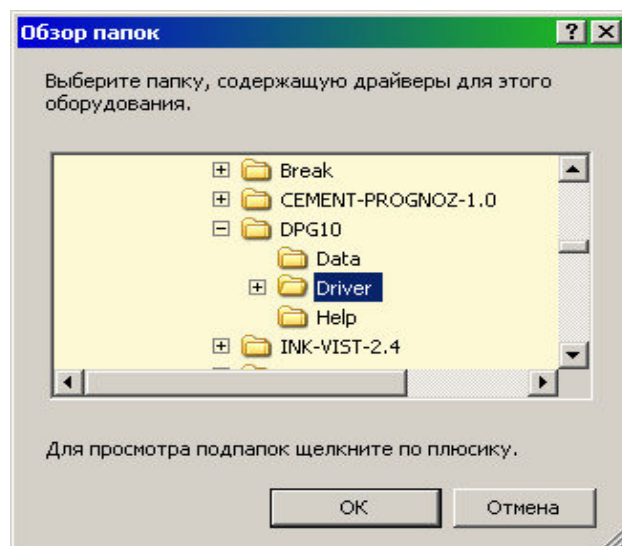 Обзор папок
Выберите папку, содержащую драйверы для этого
оборудования.
Break
CEMENT-PROGNOZ-1.0
DPG10
Data
Driver
Help
INK-VIST-2.4
Для просмотра подпапок щелкните по плюсику.
ОК
Отмена